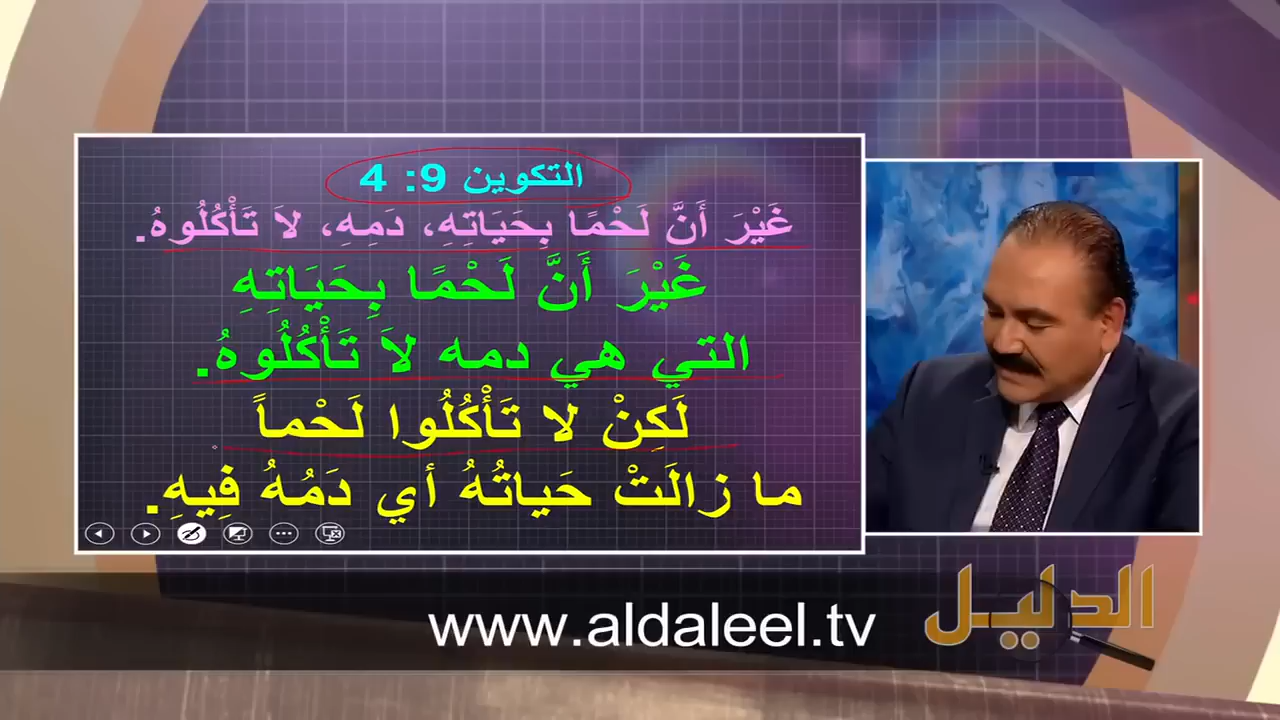 التكوين 9: 4
غَيْرَ أَنَّ لَحْمًا بِحَيَاتِهِ، دَمِهِ، لاَ تَأْكُلُوهُ.
غَيْرَ أَنَّ لَحْمًا بِحَيَاتِهِ
التي هي دمه لاَ تَأْكُلُوهُ.
لَكِنْ لا تَأْكُلُوا لَحْماً
ما زالَتْ حَياتُهُ أي دَمُهُ فِيهِ.
الدليل
www.aldaleel.tv